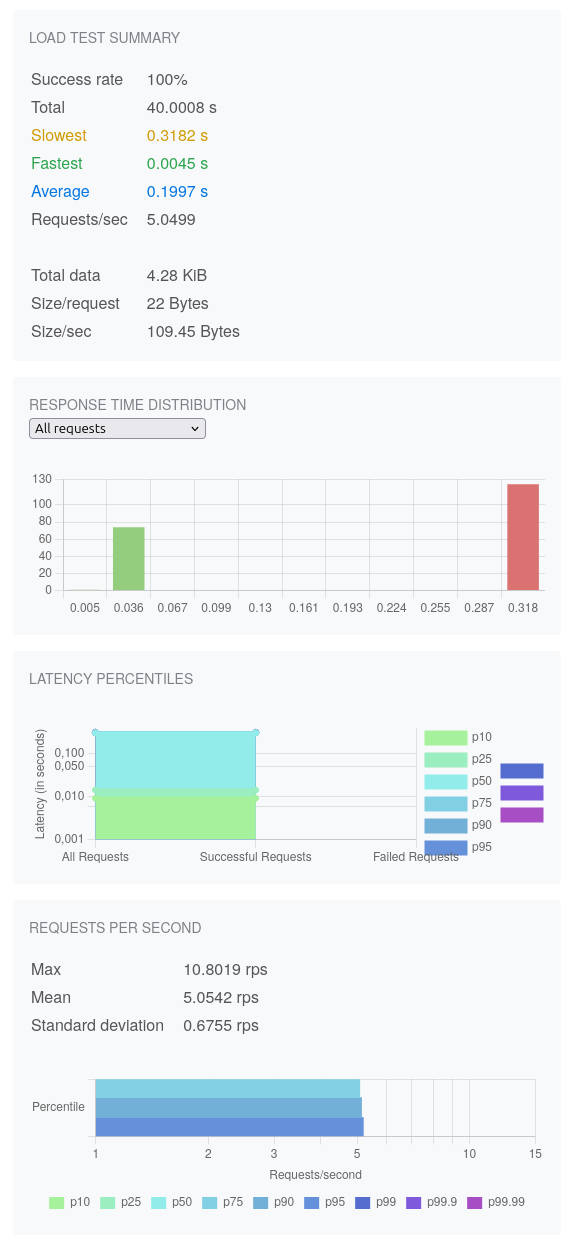 LOAD TEST SUMMARY
Success rate 100%
Total 40.0008 s
Slowest 0.3182 s
Fastest 0.0045 s
Average 0.1997 s
Requests/sec 5.0499
Total data 4.28 KiB
Size/request 22 Bytes
Size/sec 109.45 Bytes
RESPONSE TIME DISTRIBUTION
All requests
130
100
80
60
40
20
0
0.005 0.036 0.067 0.099 0.13 0.161 0.193 0.224 0.255 0.287 0.318
LATENCY PERCENTILES
Latency (in seconds)
0,100
0,050
0,010
0,001
All Requests Successful Requests Failed Requests
p10
p25
p50
p75
p90
p95
REQUESTS PER SECOND
Max 10.8019 rps
Mean 5.0542 rps
Standard deviation 0.6755 rps
Percentile
1 2 3 5 10 15
Requests/second
p10 p25 p50 p75 p90 p95 p99 p99.9 p99.99